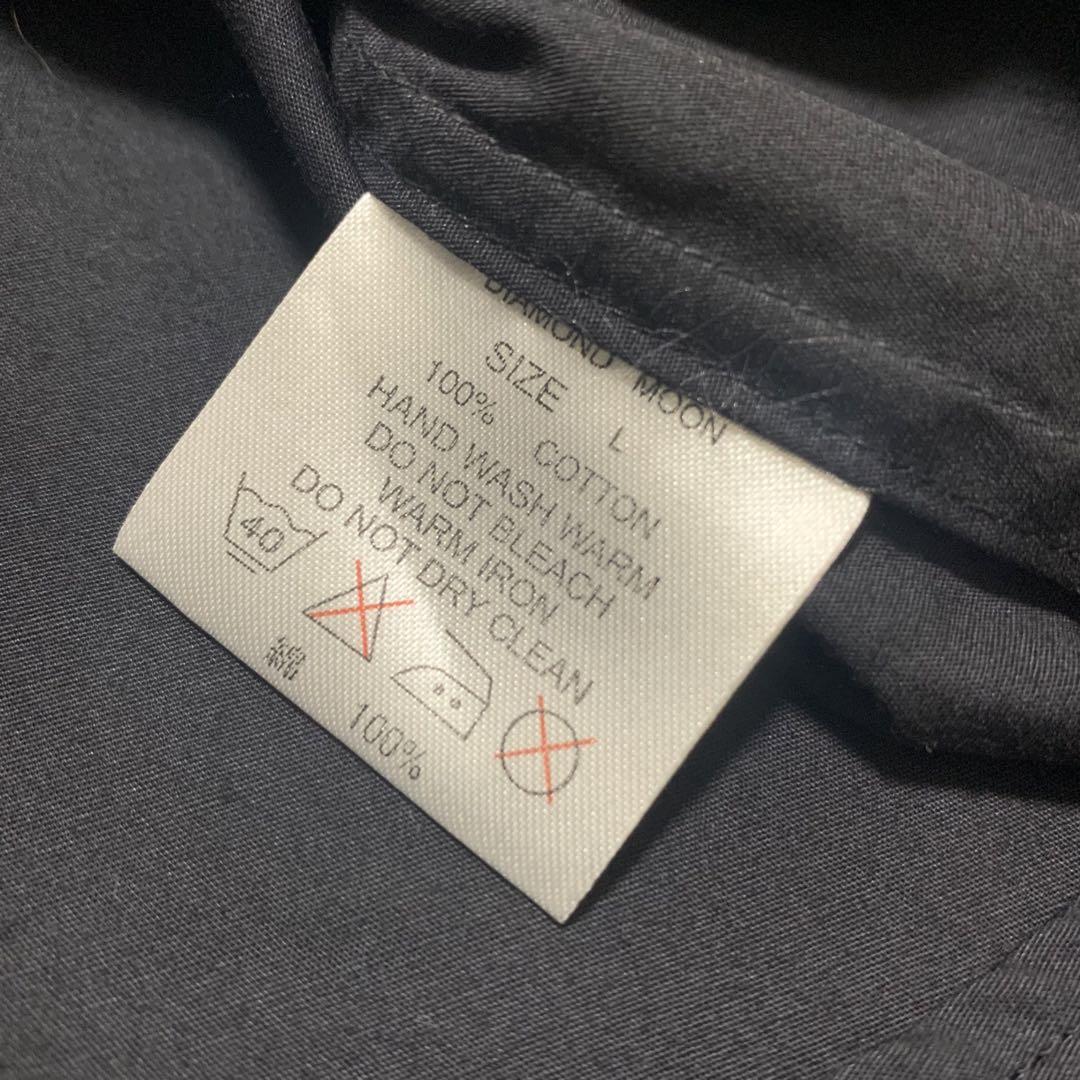 DIAMOND MOON
SIZE L
100% COTTON
HAND WASH WARM
DO NOT BLEACH
WARM IRON
DO NOT DRY CLEAN
40
100%